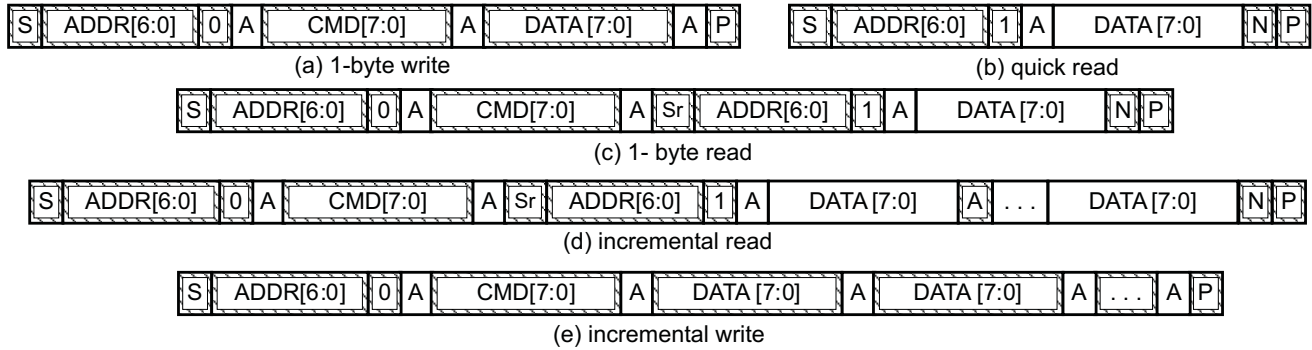 S ADDR[6:0] 0 A CMD[7:0] A DATA [7:0] A P
(a) 1-byte write
S ADDR[6:0] 1 A DATA [7:0] N P
(b) quick read
S ADDR[6:0] 0 A CMD[7:0] A Sr ADDR[6:0] 1 A DATA [7:0] N P
(c) 1- byte read
S ADDR[6:0] 0 A CMD[7:0] A Sr ADDR[6:0] 1 A DATA [7:0] A . . . DATA [7:0] N P
(d) incremental read
S ADDR[6:0] 0 A CMD[7:0] A DATA [7:0] A DATA [7:0] A . . . A P
(e) incremental write